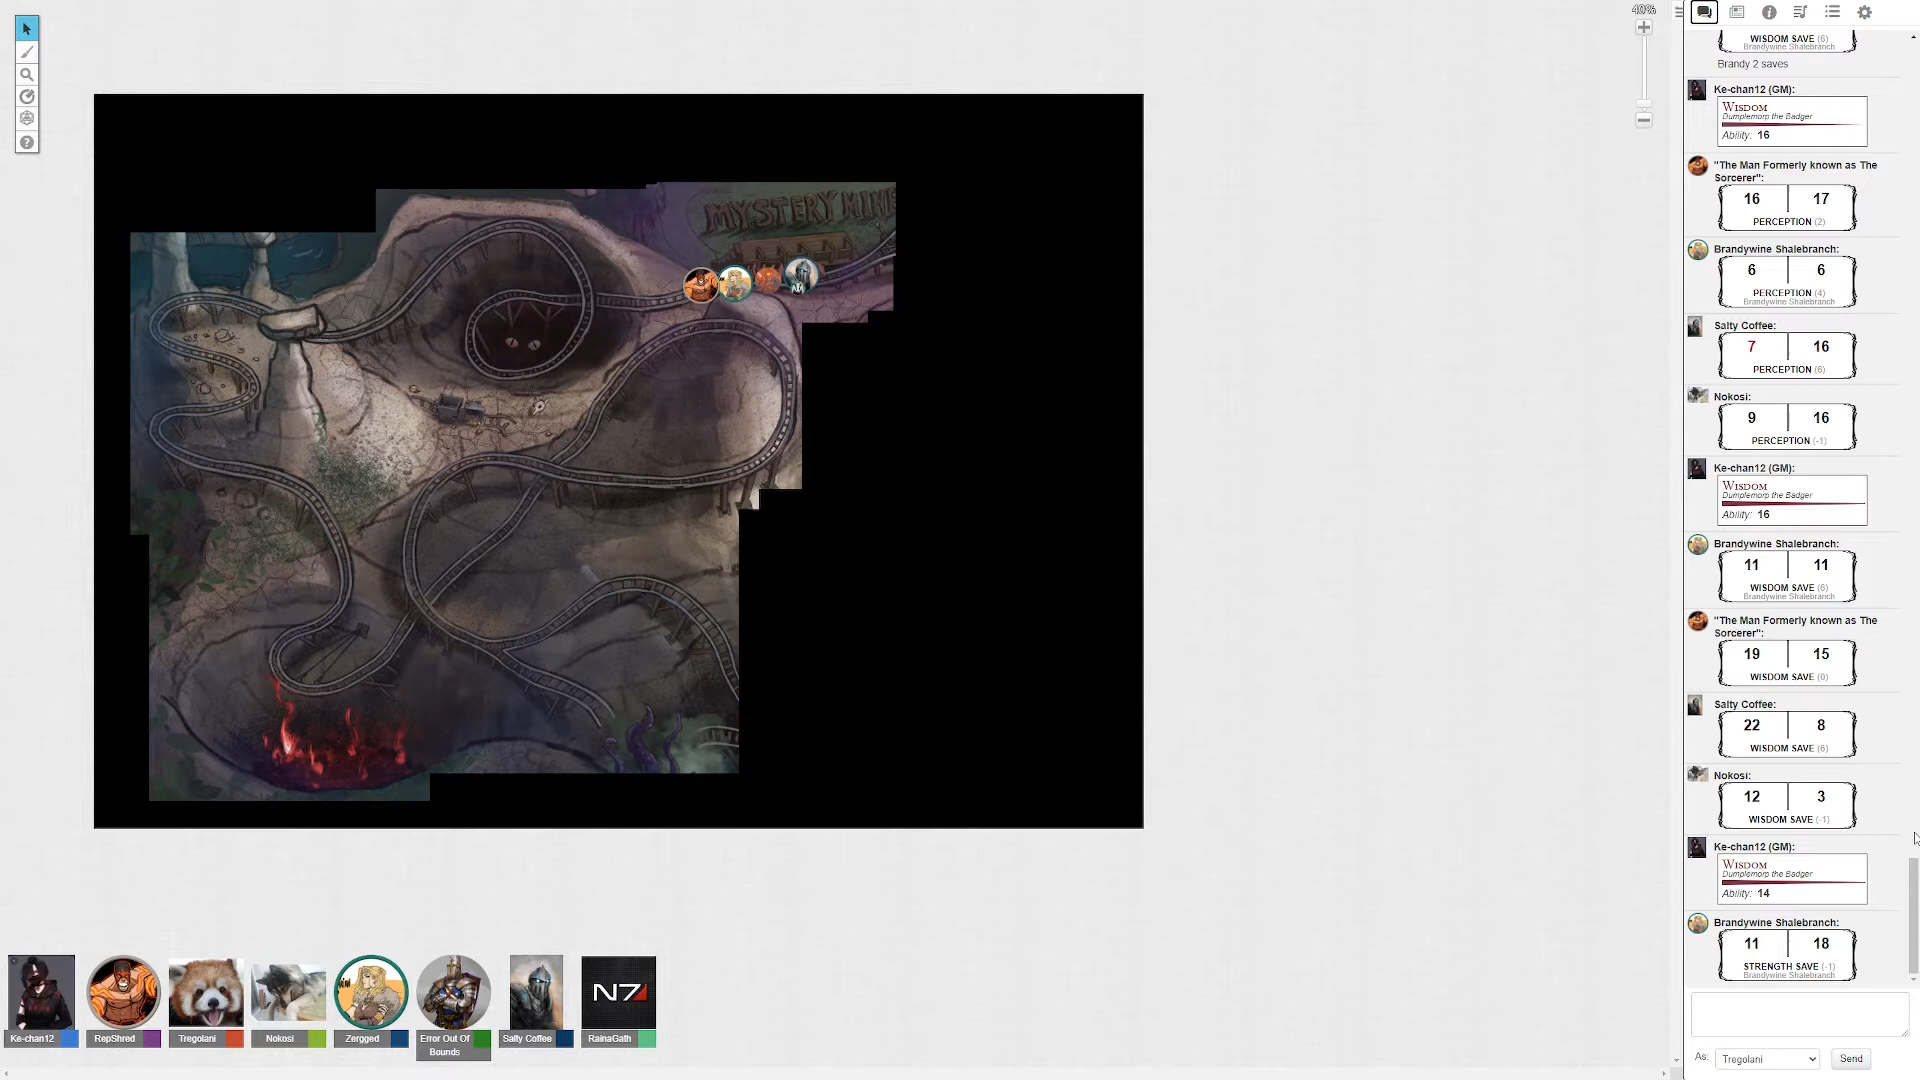 40%
MYSTERY MINE
WISDOM SAVE (6)
Brandywine Shalebranch
Brandy 2 saves
Ke-chan12 (GM):
WISDOM
Dumplemorp the Badger
Ability: 16
"The Man Formerly known as The
Sorcerer":
16 17
PERCEPTION (2)
Brandywine Shalebranch:
6 6
PERCEPTION (4)
Brandywine Shalebranch
Salty Coffee:
7 16
PERCEPTION (6)
Nokosi:
9 16
PERCEPTION (-1)
Ke-chan12 (GM):
WISDOM
Dumplemorp the Badger
Ability: 16
Brandywine Shalebranch:
11 11
WISDOM SAVE (6)
Brandywine Shalebranch
"The Man Formerly known as The
Sorcerer":
19 15
WISDOM SAVE (0)
Salty Coffee:
22 8
WISDOM SAVE (6)
Nokosi:
12 3
WISDOM SAVE (-1)
Ke-chan12 (GM):
WISDOM
Dumplemorp the Badger
Ability: 14
Brandywine Shalebranch:
11 18
STRENGTH SAVE (-1)
Brandywine Shalebranch
As: Tregolani Send
N7
Ke-chan12 RepShred Tregolani Nokosi Zergged Error Out Of Salty Coffee RainaGath
Bounds